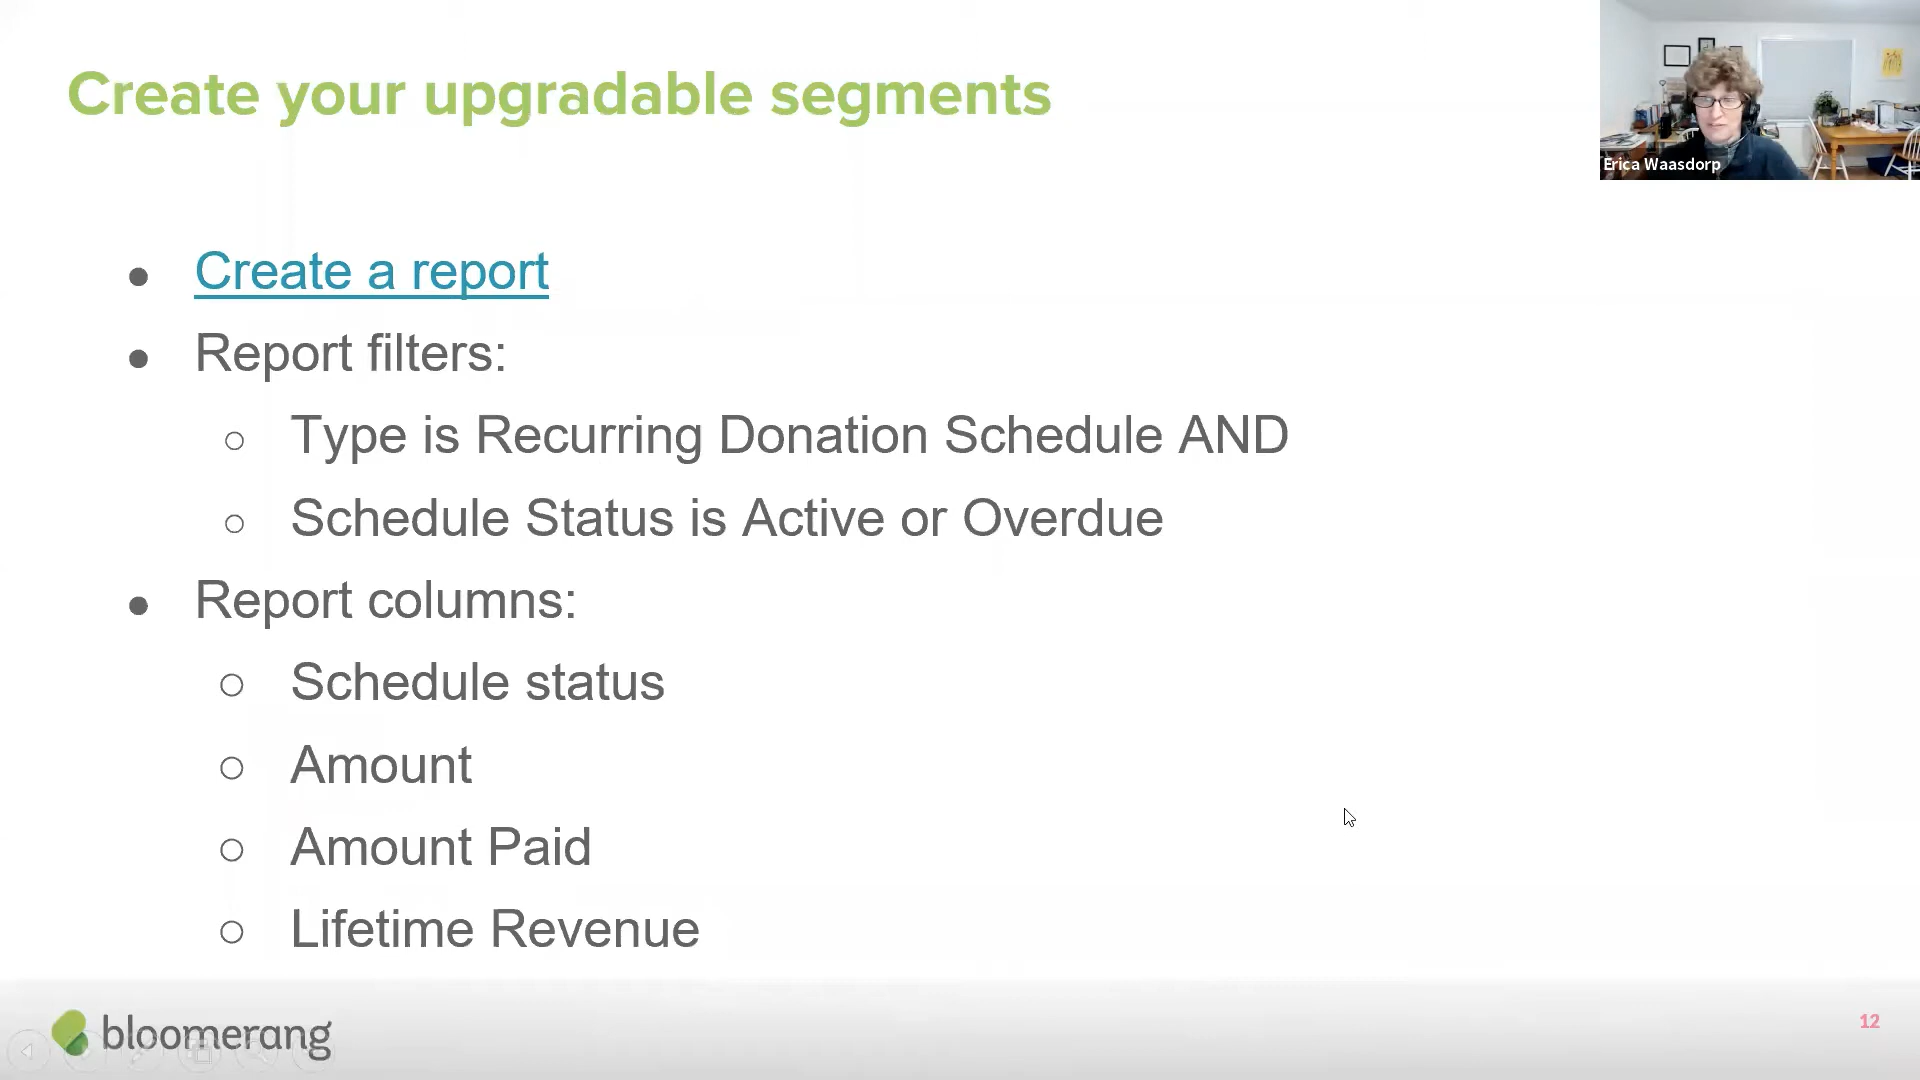 Create your upgradable segments
Erica Waasdorp
Create a report
Report filters:
Type is Recurring Donation Schedule AND
Schedule Status is Active or Overdue
Report columns:
Schedule status
Amount
Amount Paid
Lifetime Revenue
bloomerang
12